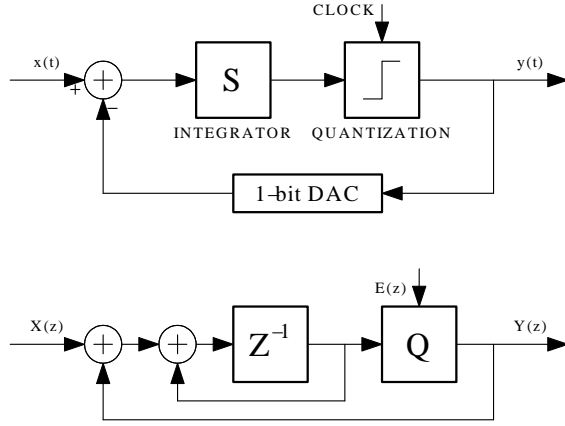 CLOCK
x(t)
y(t)
+
+
−
S
INTEGRATOR
QUANTIZATION
1−bit DAC
E(z)
X(z)
Y(z)
+
+
Z−1
Q